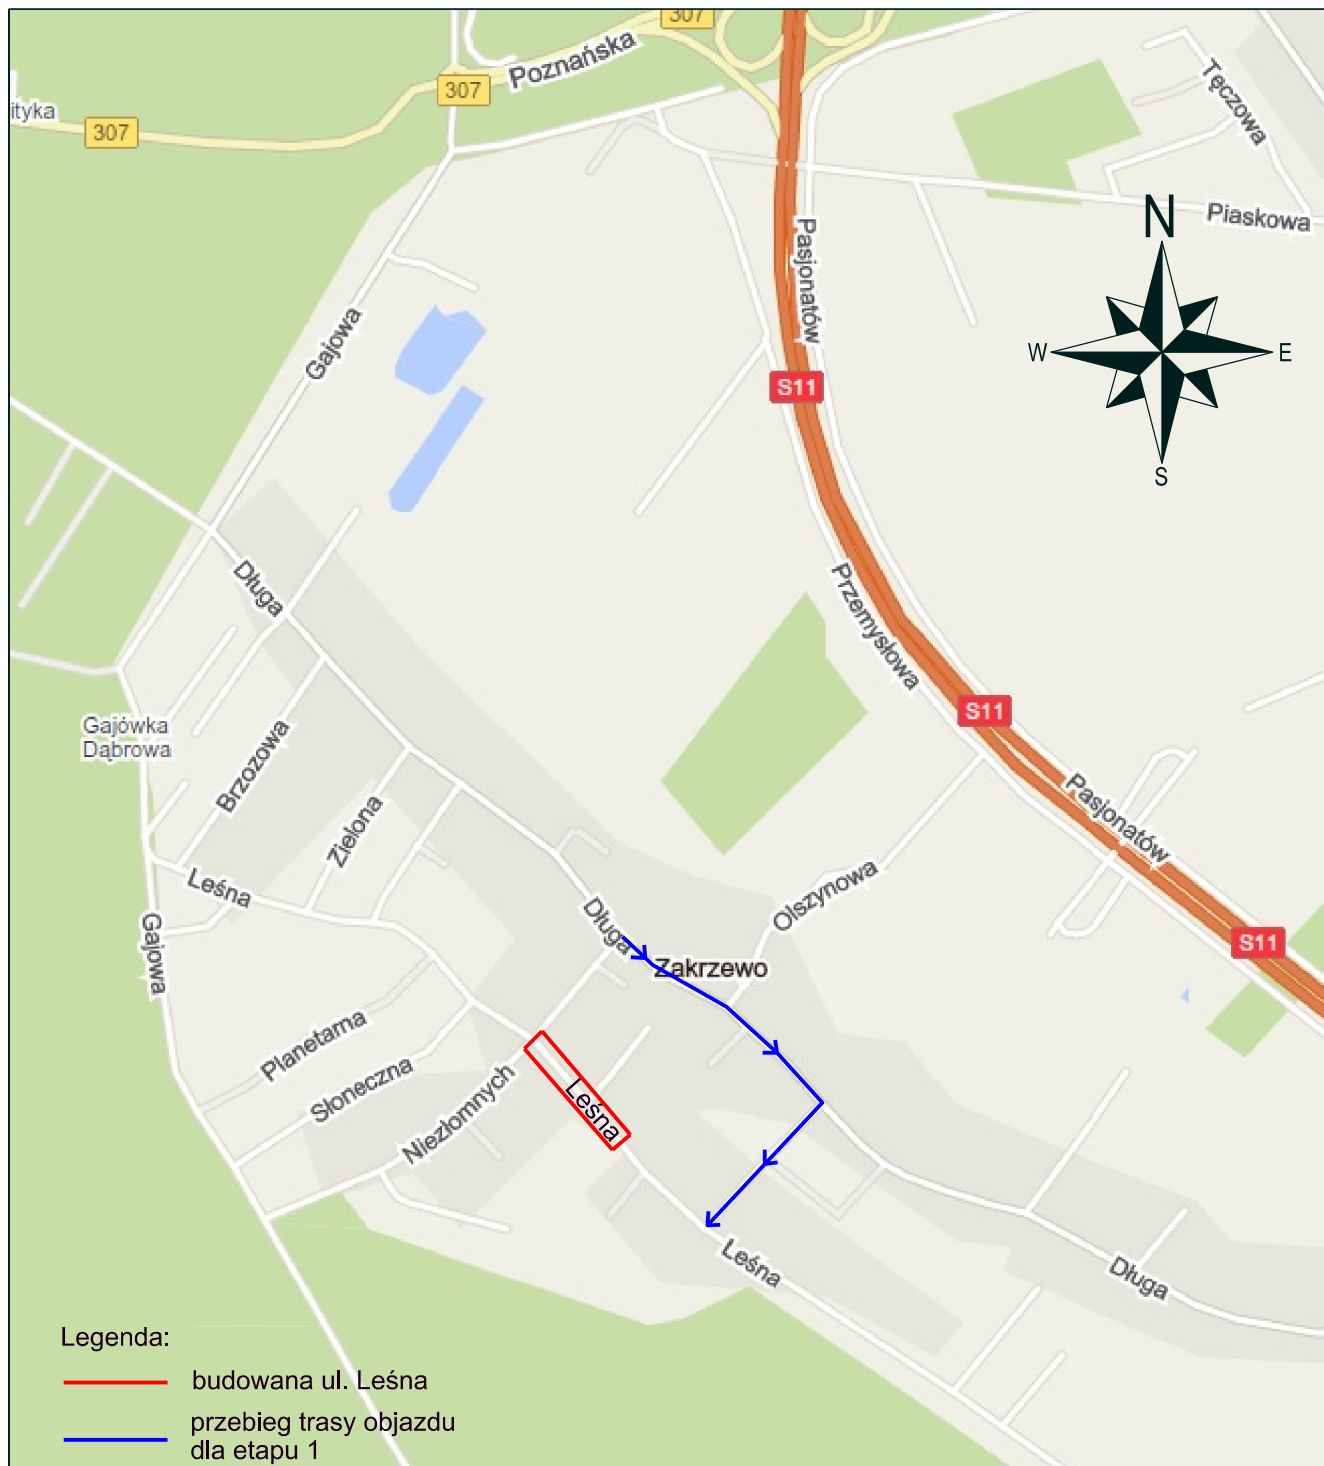 307
Poznańska
307
ityka
307
Tęczowa
Piaskowa
N
W
E
S
Pasjonatów
Gajowa
S11
Długa
Przemysłowa
S11
Gajówka
Dąbrowa
Brzozowa
Zielona
Pasjonatów
Leśna
Olszynowa
Długa
Gajowa
S11
Zakrzewo
Planetarna
Słoneczna
Niezłomnych
Leśna
Leśna
Długa
Legenda:
budowana ul. Leśna
przebieg trasy objazdu
dla etapu 1